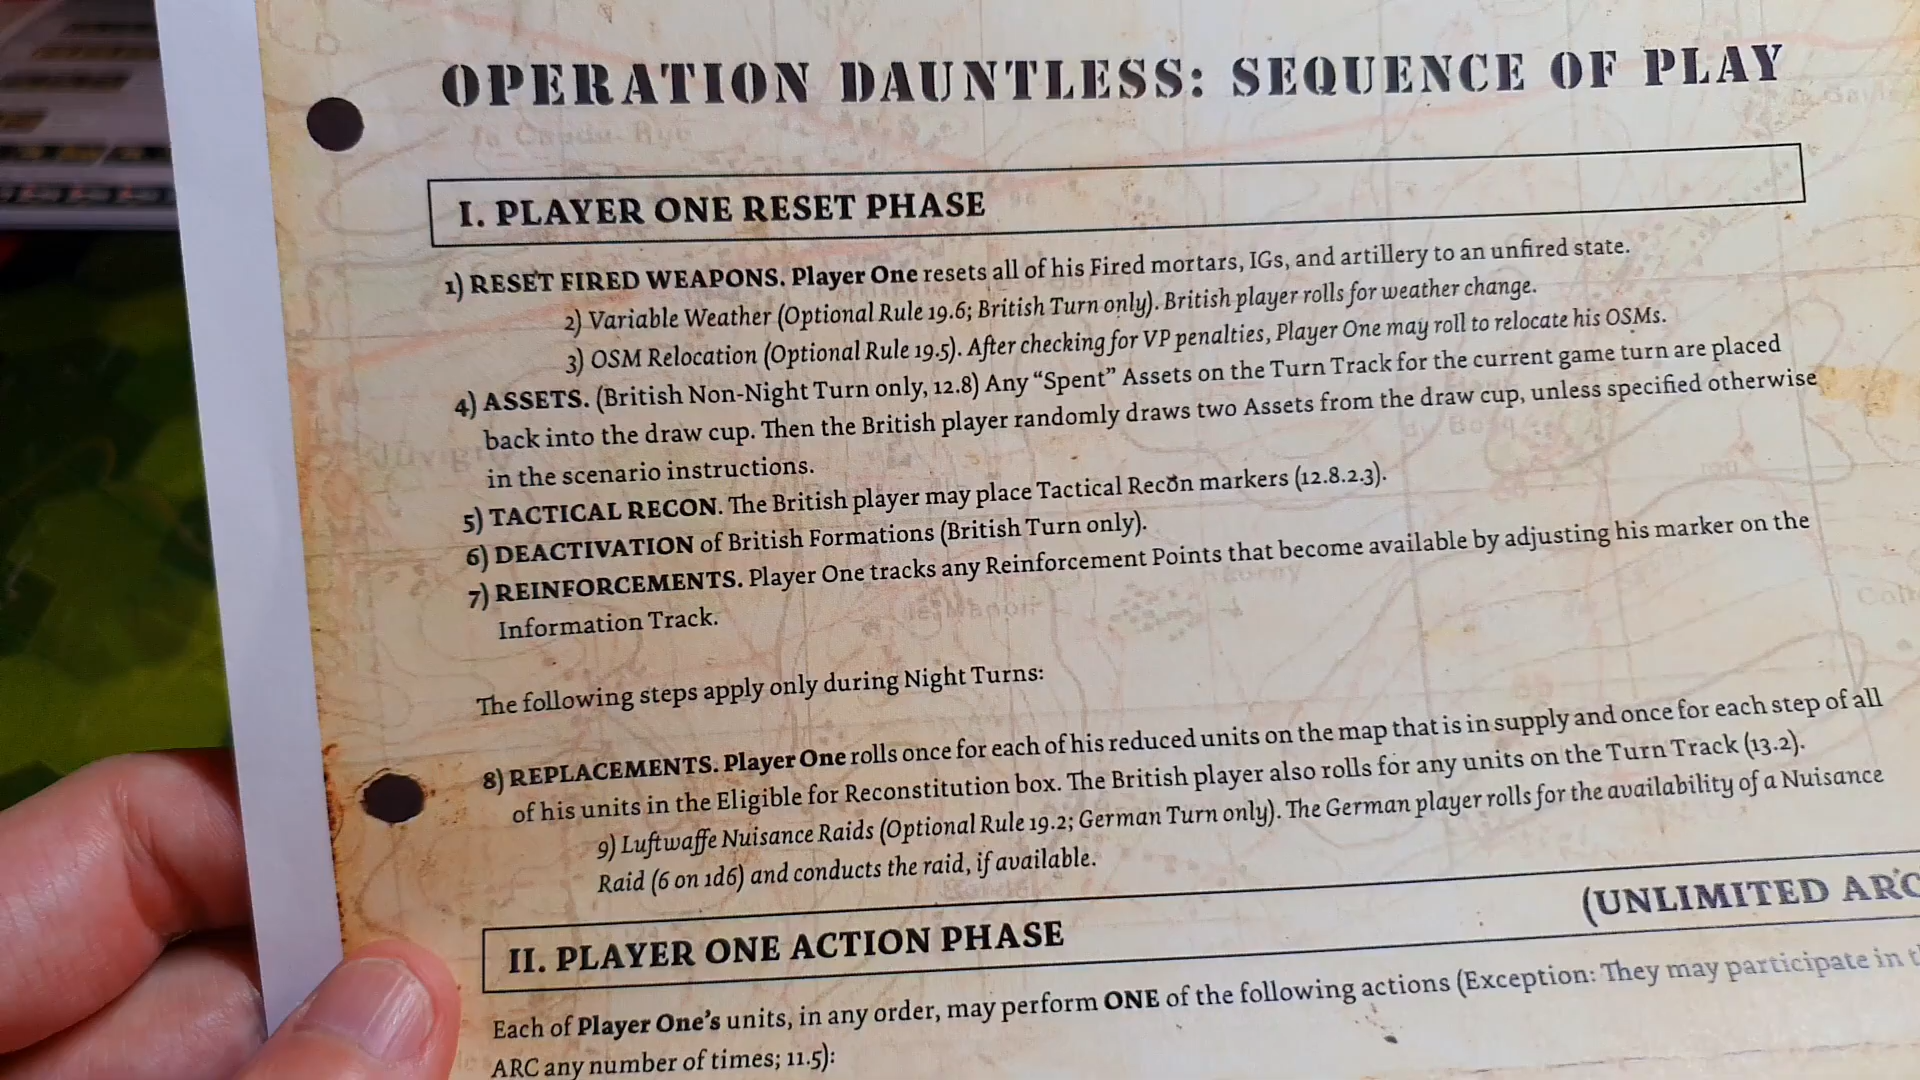 OPERATION DAUNTLESS: SEQUENCE OF PLAY
I. PLAYER ONE RESET PHASE
1) RESET FIRED WEAPONS. Player One resets all of his Fired mortars, IGs, and artillery to an unfired state.
2) Variable Weather (Optional Rule 19.6; British Turn only). British player rolls for weather change.
3) OSM Relocation (Optional Rule 19.5). After checking for VP penalties, Player One may roll to relocate his OSMs.
4) ASSETS. (British Non-Night Turn only, 12.8) Any “Spent” Assets on the Turn Track for the current game turn are placed
back into the draw cup. Then the British player randomly draws two Assets from the draw cup, unless specified otherwise
in the scenario instructions.
5) TACTICAL RECON. The British player may place Tactical Recon markers (12.8.2.3).
6) DEACTIVATION of British Formations (British Turn only).
7) REINFORCEMENTS. Player One tracks any Reinforcement Points that become available by adjusting his marker on the
Information Track.
The following steps apply only during Night Turns:
8) REPLACEMENTS. Player One rolls once for each of his reduced units on the map that is in supply and once for each step of all
of his units in the Eligible for Reconstitution box. The British player also rolls for any units on the Turn Track (13.2).
9) Luftwaffe Nuisance Raids (Optional Rule 19.2; German Turn only). The German player rolls for the availability of a Nuisance
Raid (6 on 1d6) and conducts the raid, if available.
II. PLAYER ONE ACTION PHASE (UNLIMITED ARC
Each of Player One’s units, in any order, may perform ONE of the following actions (Exception: They may participate in
ARC any number of times; 11.5):